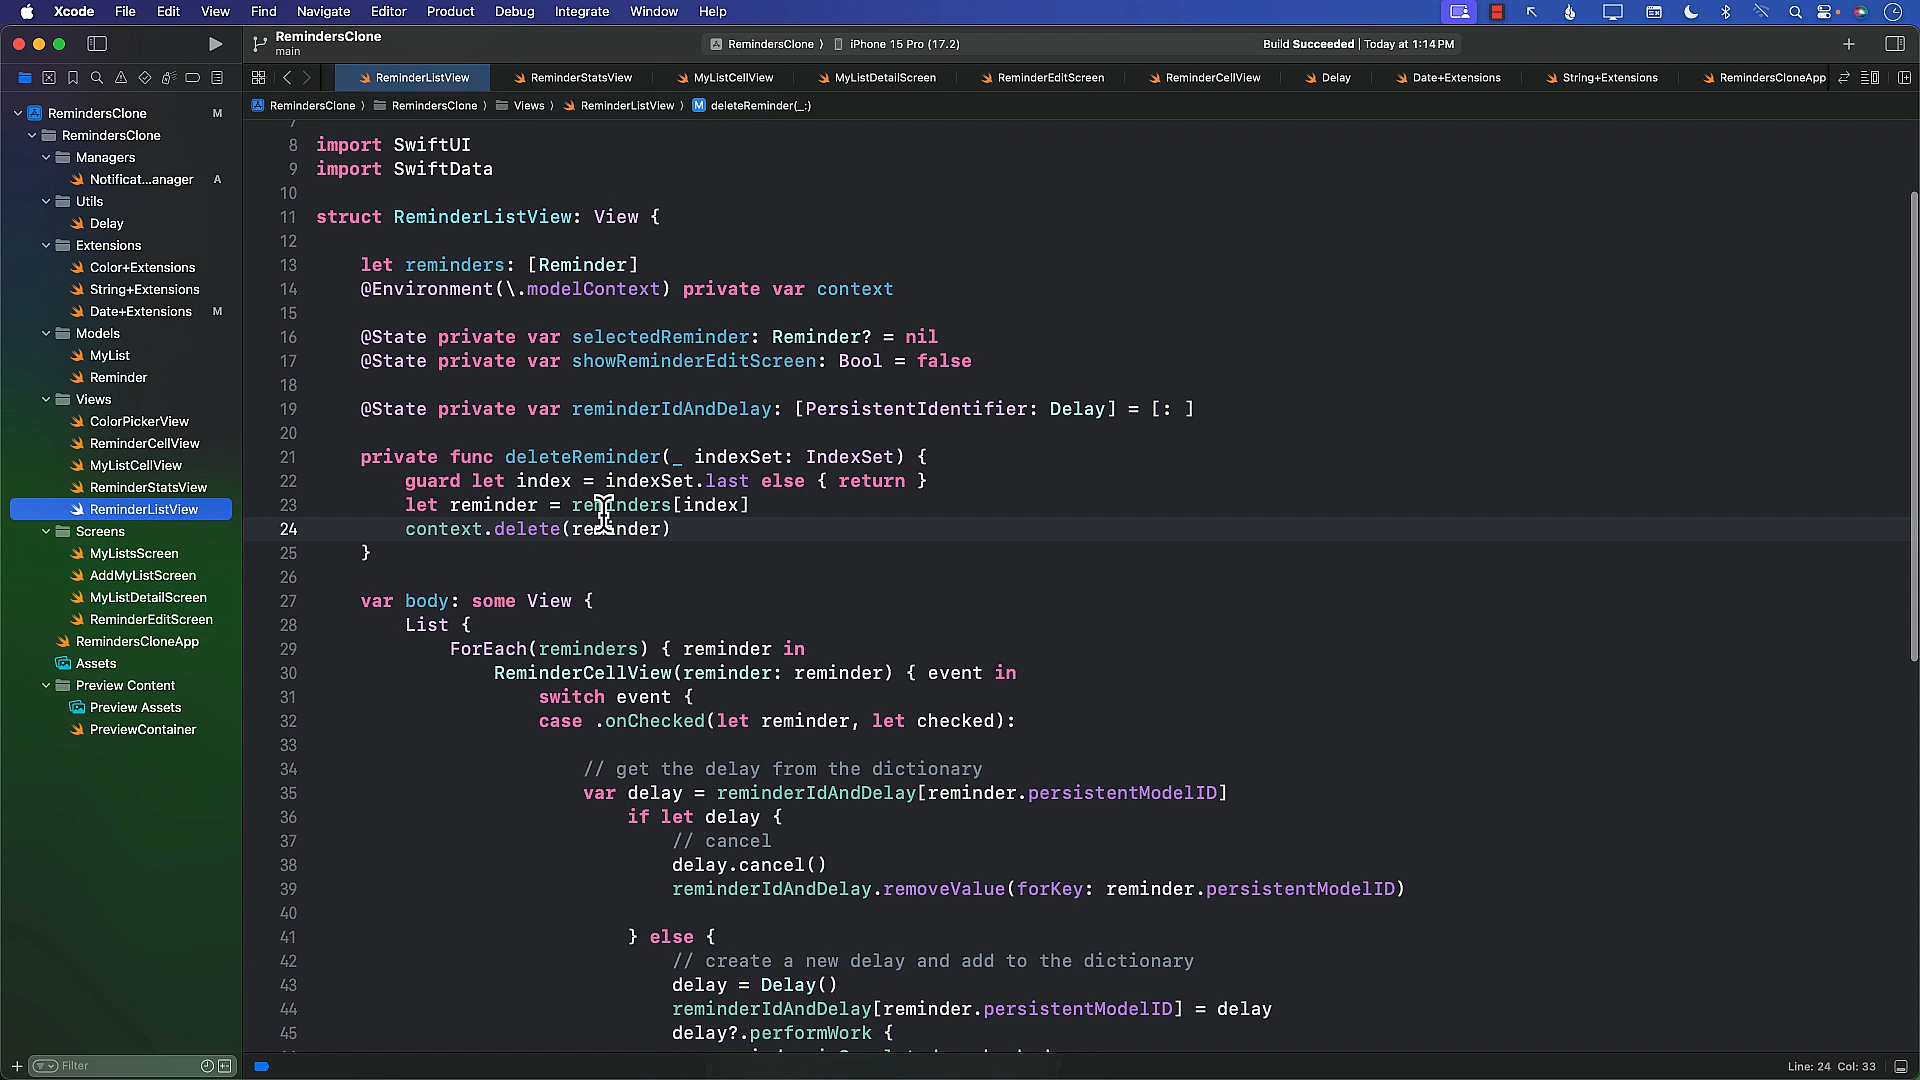 Xcode File Edit View Find Navigate Editor Product Debug Integrate Window Help
RemindersClone
main
RemindersClone 〉 iPhone 15 Pro (17.2)
Build Succeeded | Today at 1:14 PM
ReminderListView ReminderStatsView MyListCellView MyListDetailScreen ReminderEditScreen ReminderCellView Delay Date+Extensions String+Extensions RemindersCloneApp
RemindersClone 〉 RemindersClone 〉 Views 〉 ReminderListView 〉 M deleteReminder(_:)
RemindersClone M
RemindersClone
Managers
Notificat...anager A
Utils
Delay
Extensions
Color+Extensions
String+Extensions
Date+Extensions M
Models
MyList
Reminder
Views
ColorPickerView
ReminderCellView
MyListCellView
ReminderStatsView
ReminderListView
Screens
MyListsScreen
AddMyListScreen
MyListDetailScreen
ReminderEditScreen
RemindersCloneApp
Assets
Preview Content
Preview Assets
PreviewContainer
Filter
7
8 import SwiftUI
9 import SwiftData
10
11 struct ReminderListView: View {
12
13 let reminders: [Reminder]
14 @Environment(\.modelContext) private var context
15
16 @State private var selectedReminder: Reminder? = nil
17 @State private var showReminderEditScreen: Bool = false
18
19 @State private var reminderIdAndDelay: [PersistentIdentifier: Delay] = [: ]
20
21 private func deleteReminder(_ indexSet: IndexSet) {
22 guard let index = indexSet.last else { return }
23 let reminder = reminders[index]
24 context.delete(reminder)
25 }
26
27 var body: some View {
28 List {
29 ForEach(reminders) { reminder in
30 ReminderCellView(reminder: reminder) { event in
31 switch event {
32 case .onChecked(let reminder, let checked):
33
34 // get the delay from the dictionary
35 var delay = reminderIdAndDelay[reminder.persistentModelID]
36 if let delay {
37 // cancel
38 delay.cancel()
39 reminderIdAndDelay.removeValue(forKey: reminder.persistentModelID)
40
41 } else {
42 // create a new delay and add to the dictionary
43 delay = Delay()
44 reminderIdAndDelay[reminder.persistentModelID] = delay
45 delay?.performWork {
Line: 24 Col: 33